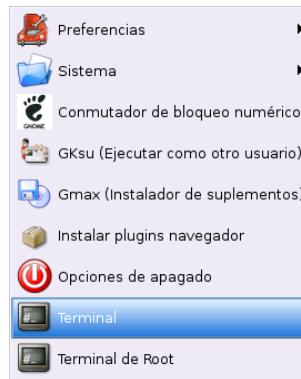 Preferencias
Sistema
Conmutador de bloqueo numérico
GNOME
GKsu (Ejecutar como otro usuario)
Gmax (Instalador de suplementos)
Instalar plugins navegador
Opciones de apagado
#_ Terminal
#_ Terminal de Root